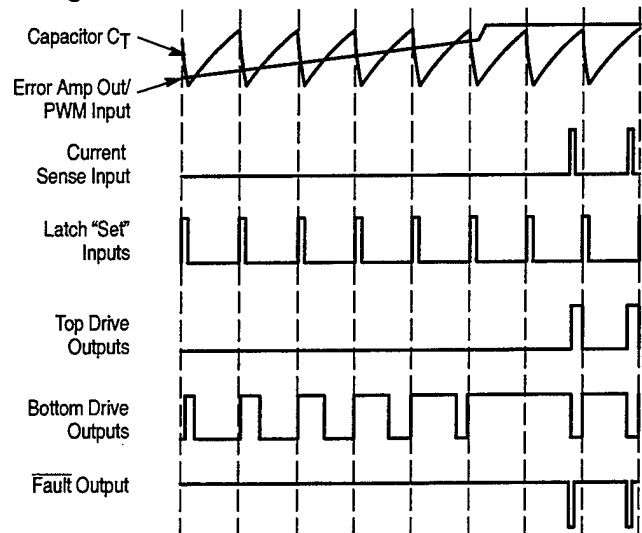 Capacitor CT
Error Amp Out/
PWM Input
Current
Sense Input
Latch "Set"
Inputs
Top Drive
Outputs
Bottom Drive
Outputs
Fault Output